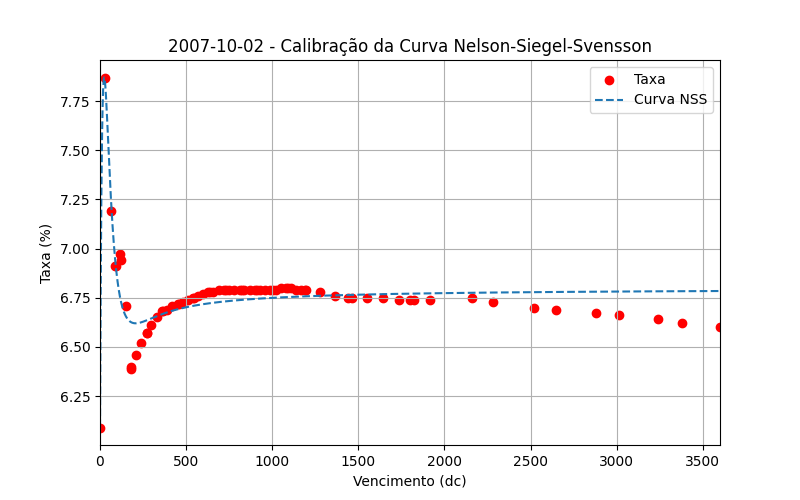 2007-10-02 - Calibração da Curva Nelson-Siegel-Svensson
Taxa
Curva NSS
7.75
7.50
7.25
7.00
6.75
6.50
6.25
Taxa (%)
0 500 1000 1500 2000 2500 3000 3500
Vencimento (dc)